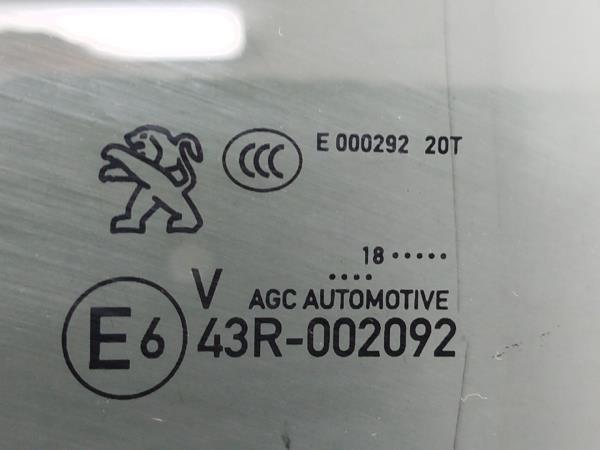 CCC
E 000292 20T
18 •••••
••••
V
AGC AUTOMOTIVE
E6 43R-002092